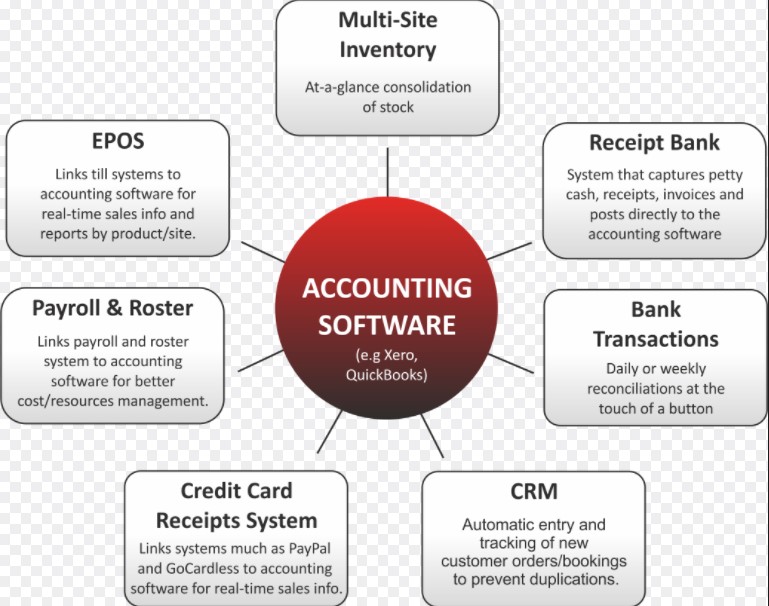 Multi-Site
Inventory
At-a-glance consolidation
of stock
EPOS
Links till systems to
accounting software for
real-time sales info and
reports by product/site.
Receipt Bank
System that captures petty
cash, receipts, invoices and
posts directly to the
accounting software
ACCOUNTING
SOFTWARE
(e.g Xero,
QuickBooks)
Payroll & Roster
Links payroll and roster
system to accounting
software for better
cost/resources management.
Bank
Transactions
Daily or weekly
reconciliations at the
touch of a button
Credit Card
Receipts System
Links systems much as PayPal
and GoCardless to accounting
software for real-time sales info.
CRM
Automatic entry and
tracking of new
customer orders/bookings
to prevent duplications.